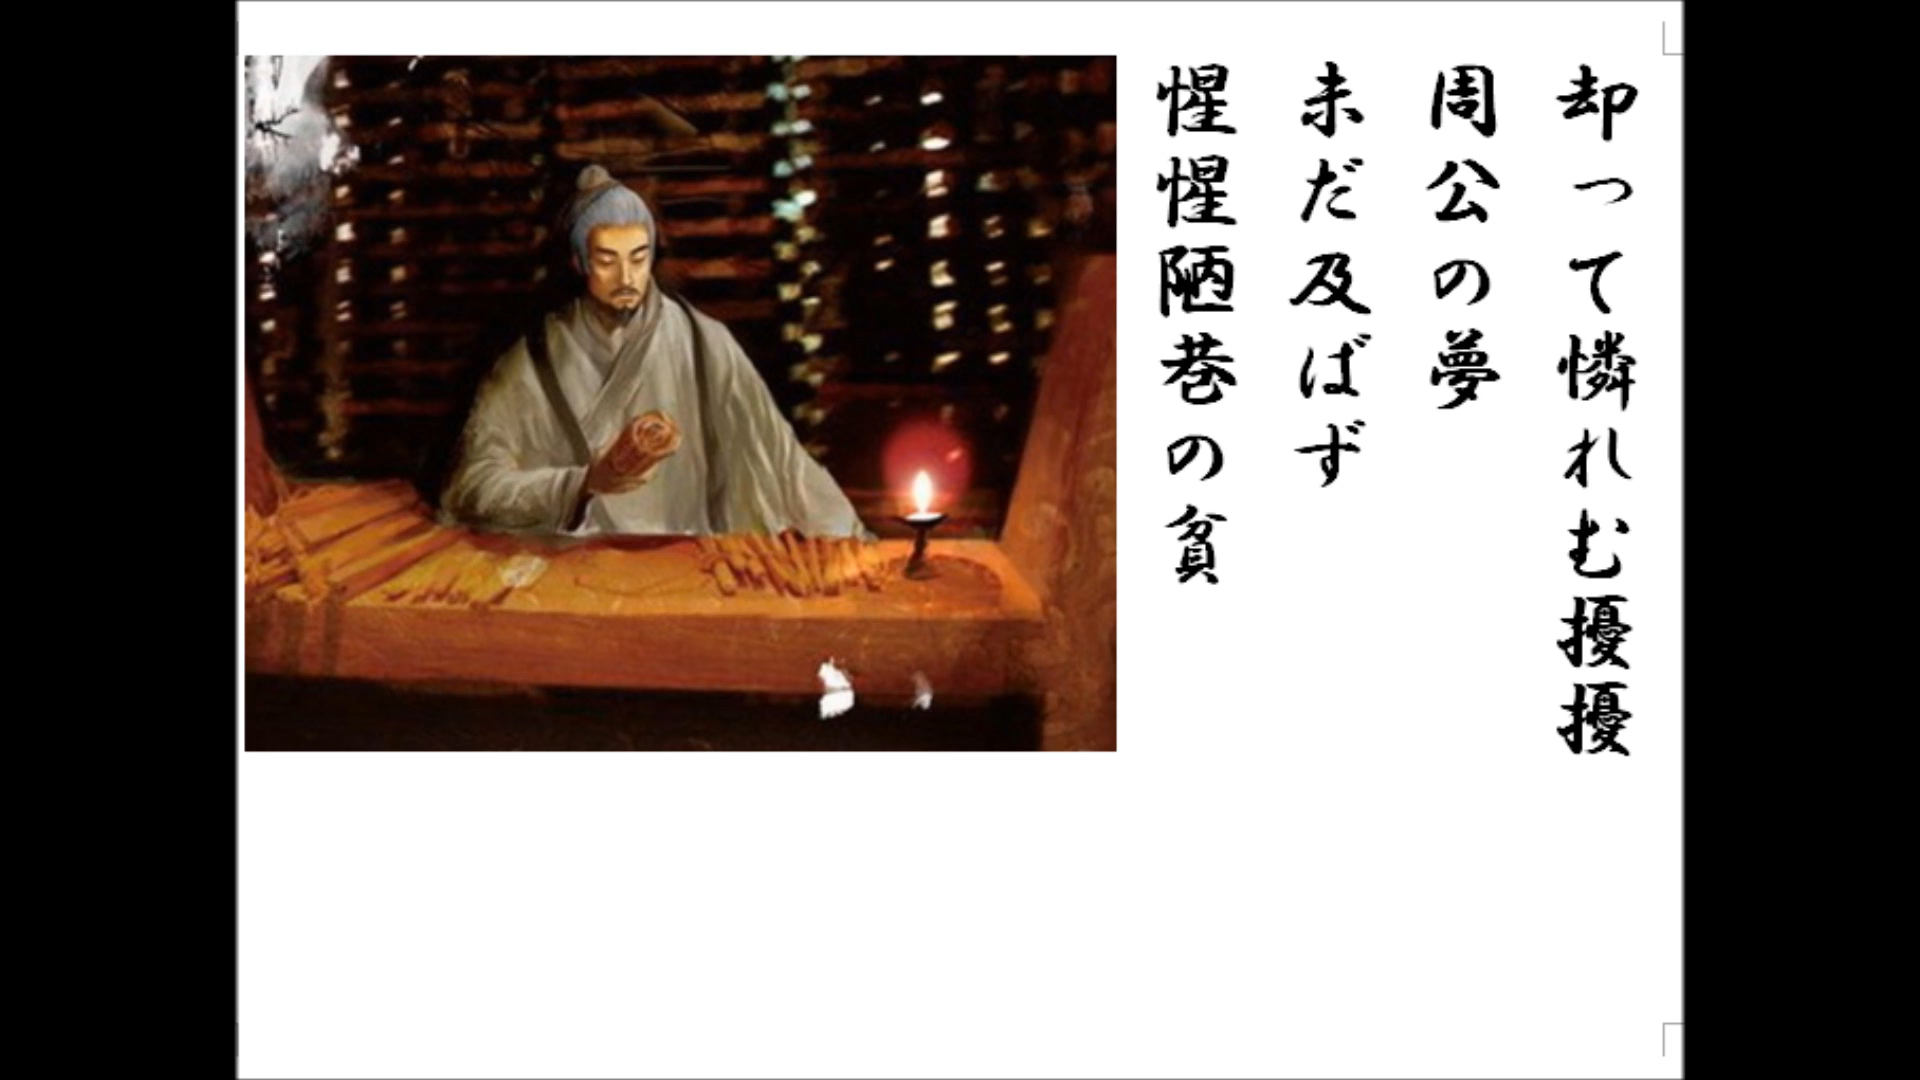 却って憐れむ擾擾
周公の夢
未だ及ばず
惺惺陋巷の貧